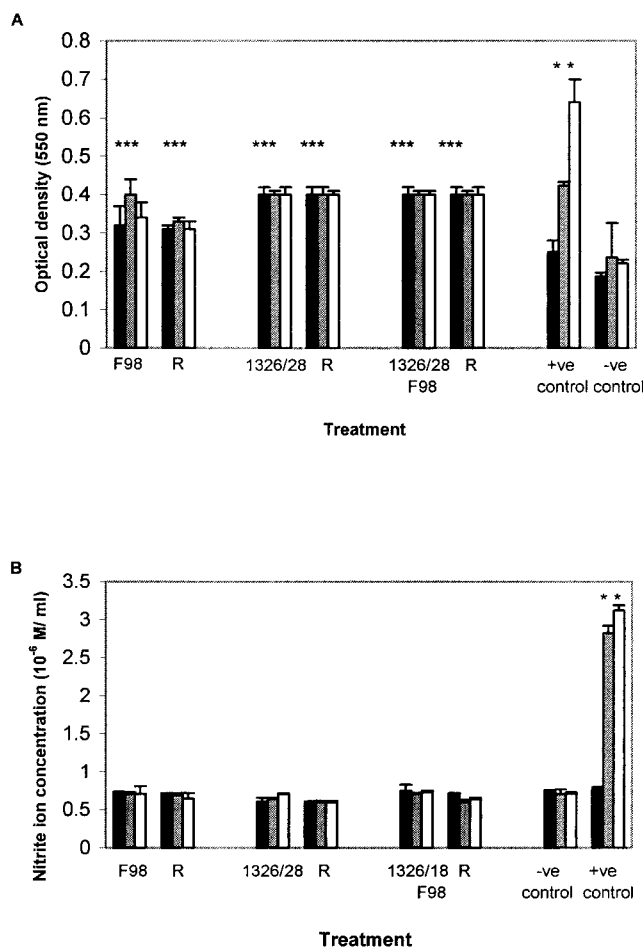 A
0.8
0.7
0.6
0.5
0.4
0.3
0.2
0.1
0
Optical density (550 nm)
*** *** *** *** *** *** * *
F98 R 1326/28 R 1326/28 R +ve -ve
F98 control control
Treatment
B
3.5
3
2.5
2
1.5
1
0.5
0
Nitrite ion concentration (10⁻⁶ M/ ml)
* *
F98 R 1326/28 R 1326/18 R -ve +ve
F98 control control
Treatment